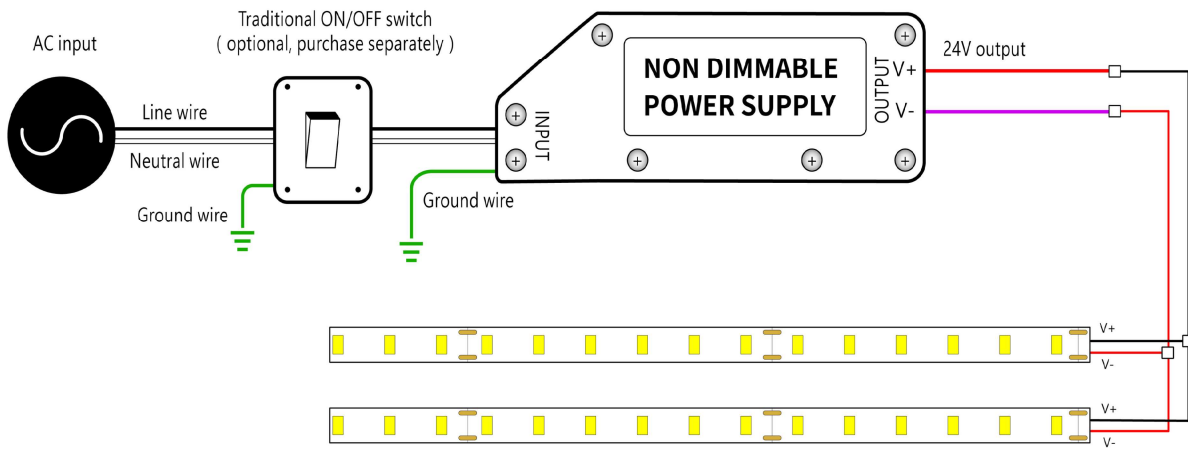 Traditional ON/OFF switch
( optional, purchase separately )
AC input
Line wire
Neutral wire
Ground wire
INPUT
Ground wire
NON DIMMABLE
POWER SUPPLY
OUTPUT
V+
V-
24V output
V+
V-
V+
V-